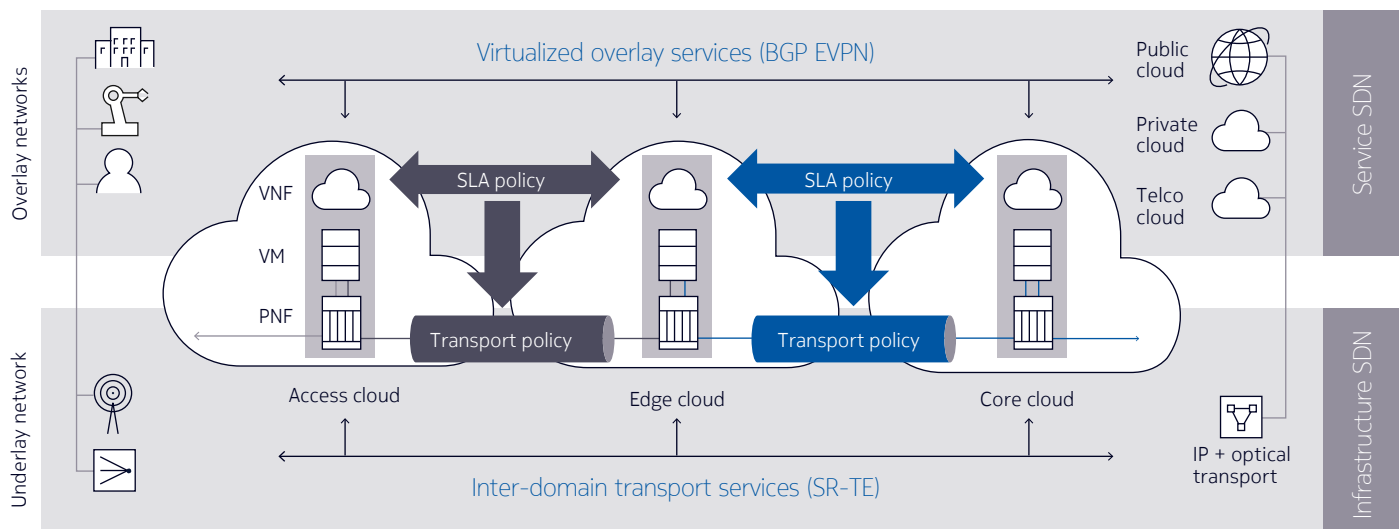 Overlay networks
Virtualized overlay services (BGP EVPN)
Public
cloud
Private
cloud
Telco
cloud
Service SDN
SLA policy
SLA policy
VNF
VM
PNF
Transport policy
Transport policy
Access cloud
Edge cloud
Core cloud
Underlay network
Inter-domain transport services (SR-TE)
IP + optical
transport
Infrastructure SDN